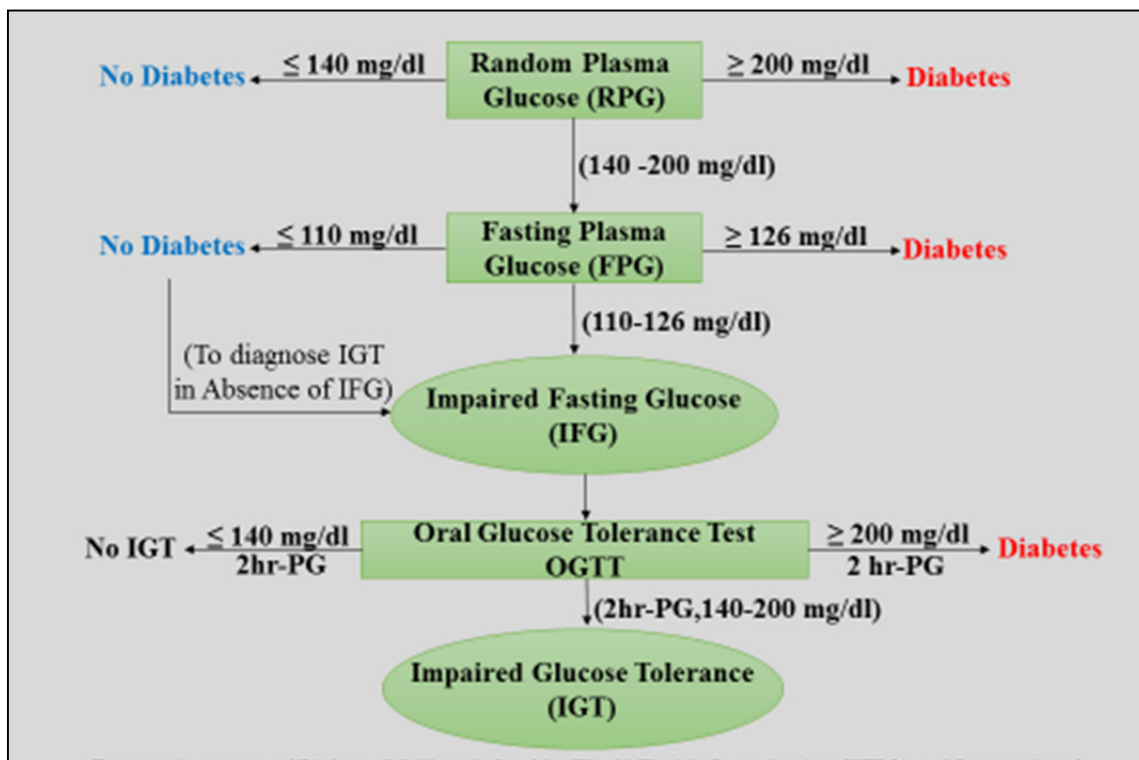 No Diabetes
≤ 140 mg/dl
Random Plasma
Glucose (RPG)
≥ 200 mg/dl
Diabetes
(140 -200 mg/dl)
No Diabetes
≤ 110 mg/dl
Fasting Plasma
Glucose (FPG)
≥ 126 mg/dl
Diabetes
(110-126 mg/dl)
(To diagnose IGT
in Absence of IFG)
Impaired Fasting Glucose
(IFG)
No IGT
≤ 140 mg/dl
2hr-PG
Oral Glucose Tolerance Test
OGTT
≥ 200 mg/dl
2 hr-PG
Diabetes
(2hr-PG,140-200 mg/dl)
Impaired Glucose Tolerance
(IGT)